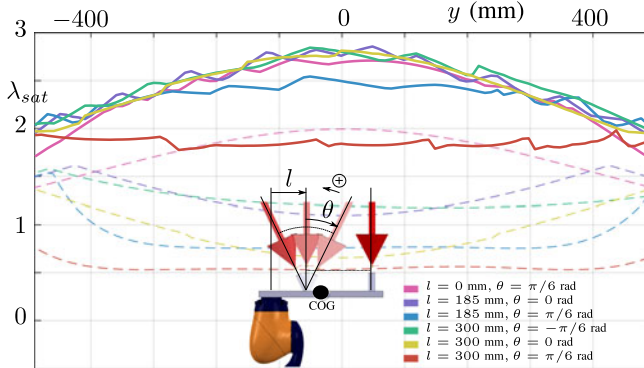 −400 0 y (mm) 400
3
λsat
2
1
0
l
⊕
θ
COG
l = 0 mm, θ = π/6 rad
l = 185 mm, θ = 0 rad
l = 185 mm, θ = π/6 rad
l = 300 mm, θ = −π/6 rad
l = 300 mm, θ = 0 rad
l = 300 mm, θ = π/6 rad